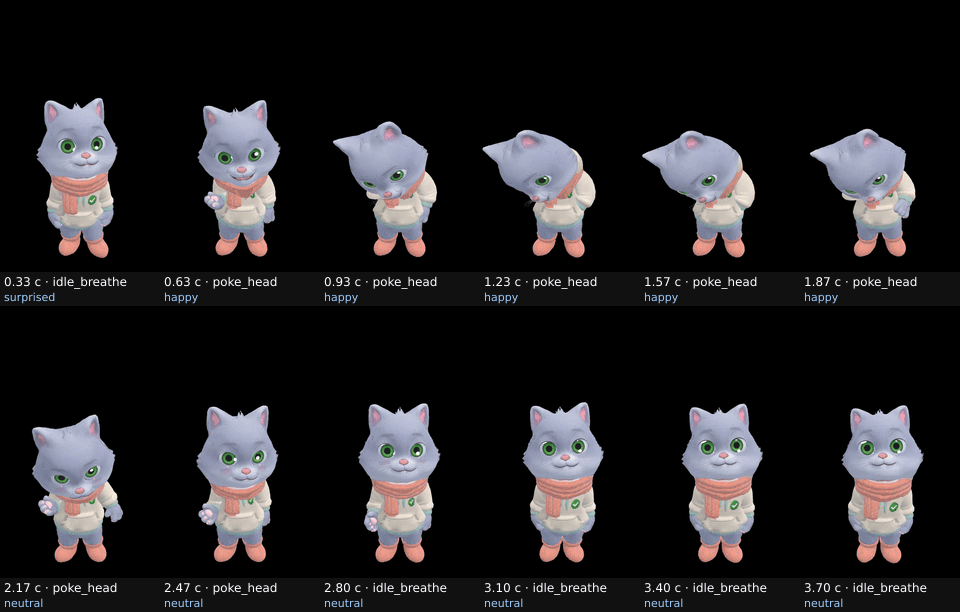 0.33 с · idle_breathe
surprised
0.63 с · poke_head
happy
0.93 с · poke_head
happy
1.23 с · poke_head
happy
1.57 с · poke_head
happy
1.87 с · poke_head
happy
2.17 с · poke_head
neutral
2.47 с · poke_head
neutral
2.80 с · idle_breathe
neutral
3.10 с · idle_breathe
neutral
3.40 с · idle_breathe
neutral
3.70 с · idle_breathe
neutral